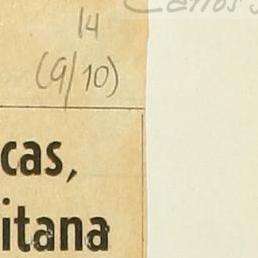 14
(9/10)
cas,
itana